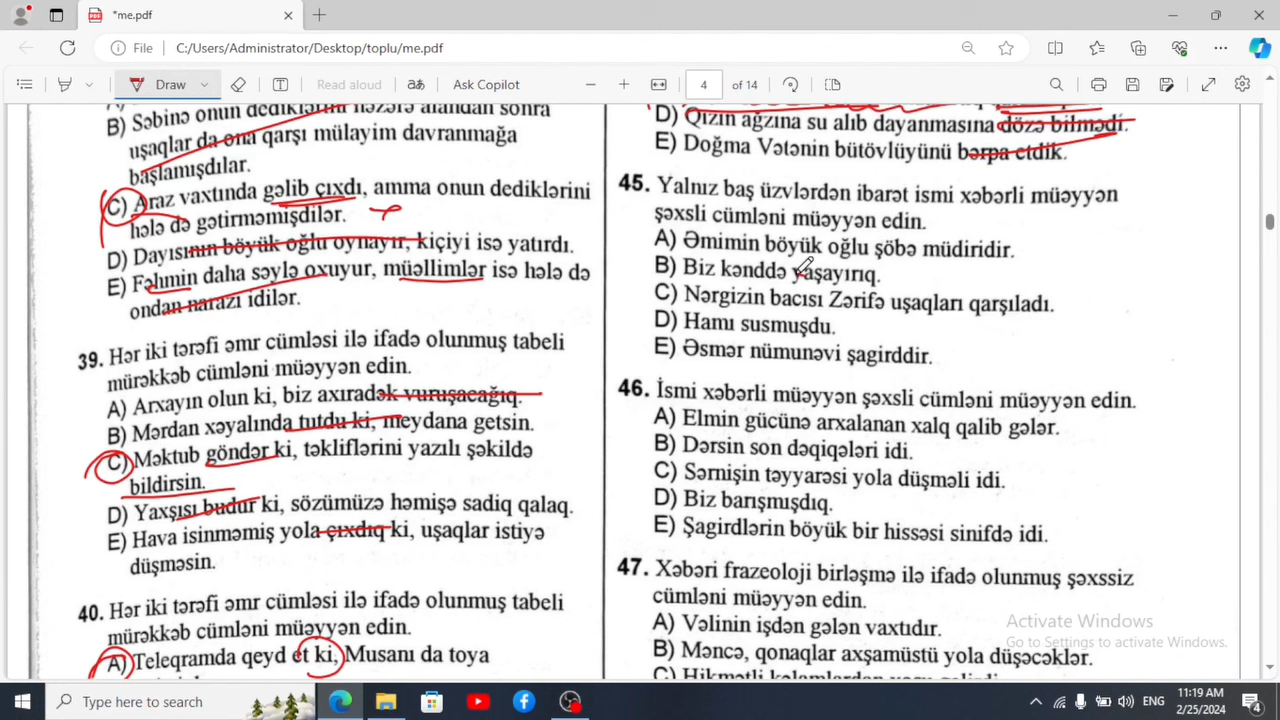 *me.pdf
File
C:/Users/Administrator/Desktop/toplu/me.pdf
Draw
Read aloud
Ask Copilot
4
of 14
B) Səbinə onun dediklərini nəzərə alandan sonra
uşaqlar da ona qarşı mülayim davranmağa
başlamışdılar.
C) Araz vaxtında gəlib çıxdı, amma onun dediklərini
hələ də gətirməmişdilər.
D) Dayısının böyük oğlu oynayır, kiçiyi isə yatırdı.
E) Fəhmin daha səylə oxuyur, müəllimlər isə hələ də
ondan narazı idilər.
39. Hər iki tərəfi əmr cümləsi ilə ifadə olunmuş tabeli
mürəkkəb cümləni müəyyən edin.
A) Arxayın olun ki, biz axıradək vuruşacağıq.
B) Mərdan xəyalında tutdu ki, meydana getsin.
C) Məktub göndər ki, təkliflərini yazılı şəkildə
bildirsin.
D) Yaxşısı budur ki, sözümüzə həmişə sadiq qalaq.
E) Hava isinməmiş yola çıxdıq ki, uşaqlar istiyə
düşməsin.
40. Hər iki tərəfi əmr cümləsi ilə ifadə olunmuş tabeli
mürəkkəb cümləni müəyyən edin.
A) Teleqramda qeyd et ki, Musanı da toya
D) Qızın ağzına su alıb dayanmasına dözə bilmədi.
E) Doğma Vətənin bütövlüyünü bərpa etdik.
45. Yalnız baş üzvlərdən ibarət ismi xəbərli müəyyən
şəxsli cümləni müəyyən edin.
A) Əmimin böyük oğlu şöbə müdiridir.
B) Biz kənddə yaşayırıq.
C) Nərgizin bacısı Zərifə uşaqları qarşıladı.
D) Hamı susmuşdu.
E) Əsmər nümunəvi şagirddir.
46. İsmi xəbərli müəyyən şəxsli cümləni müəyyən edin.
A) Elmin gücünə arxalanan xalq qalib gələr.
B) Dərsin son dəqiqələri idi.
C) Sərnişin təyyarəsi yola düşməli idi.
D) Biz barışmışdıq.
E) Şagirdlərin böyük bir hissəsi sinifdə idi.
47. Xəbəri frazeoloji birləşmə ilə ifadə olunmuş şəxssiz
cümləni müəyyən edin.
A) Vəlinin işdən gələn vaxtıdır.
B) Məncə, qonaqlar axşamüstü yola düşəcəklər.
Activate Windows
Go to Settings to activate Windows.
Type here to search
ENG
11:19 AM
2/25/2024
4